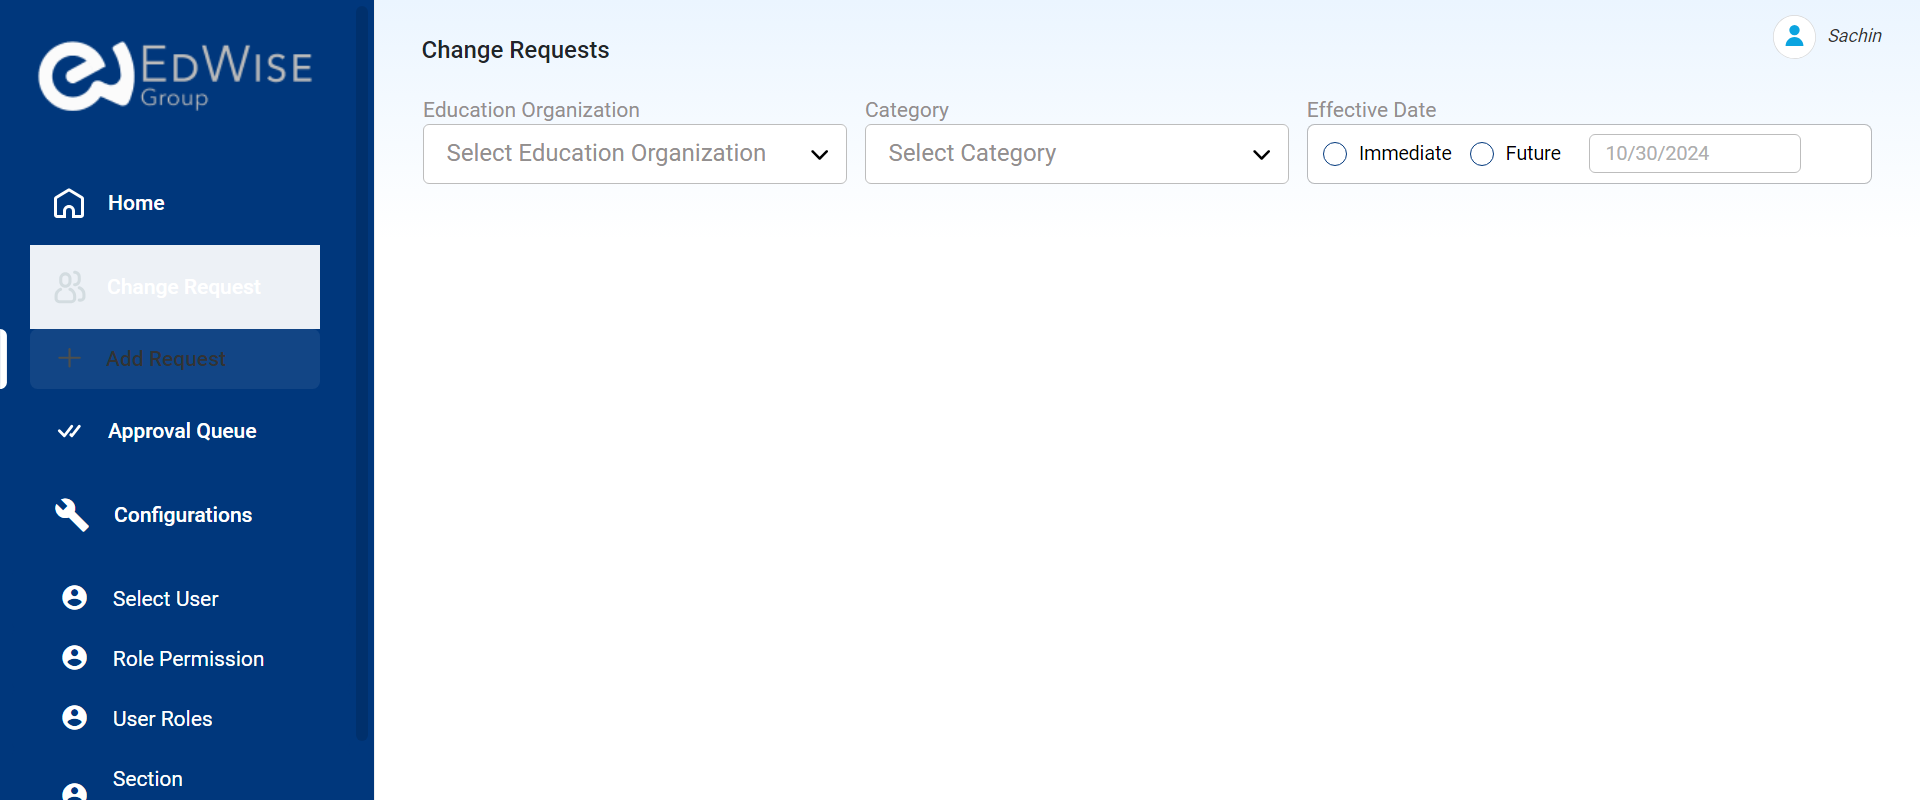 EDWISE
Group
Home
Change Request
Add Request
Approval Queue
Configurations
Select User
Role Permission
User Roles
Section
Change Requests
Sachin
Education Organization
Select Education Organization
Category
Select Category
Effective Date
Immediate
Future
10/30/2024